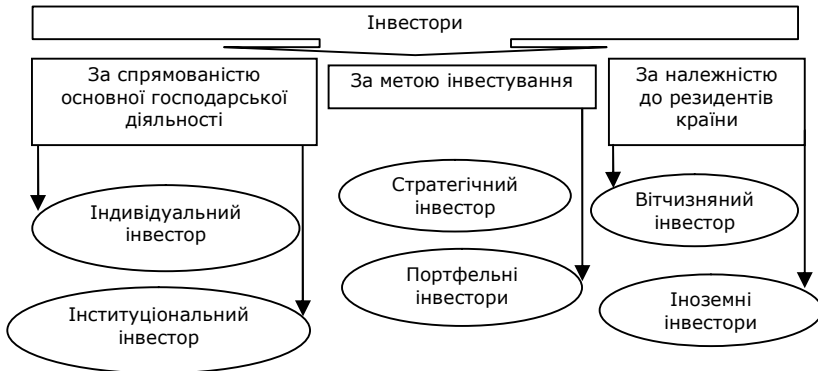 Інвестори
За спрямованістю
основної господарської
діяльності
За метою інвестування
За належністю
до резидентів
країни
Індивідуальний
інвестор
Стратегічний
інвестор
Вітчизняний
інвестор
Інституціональний
інвестор
Портфельні
інвестори
Іноземні
інвестори